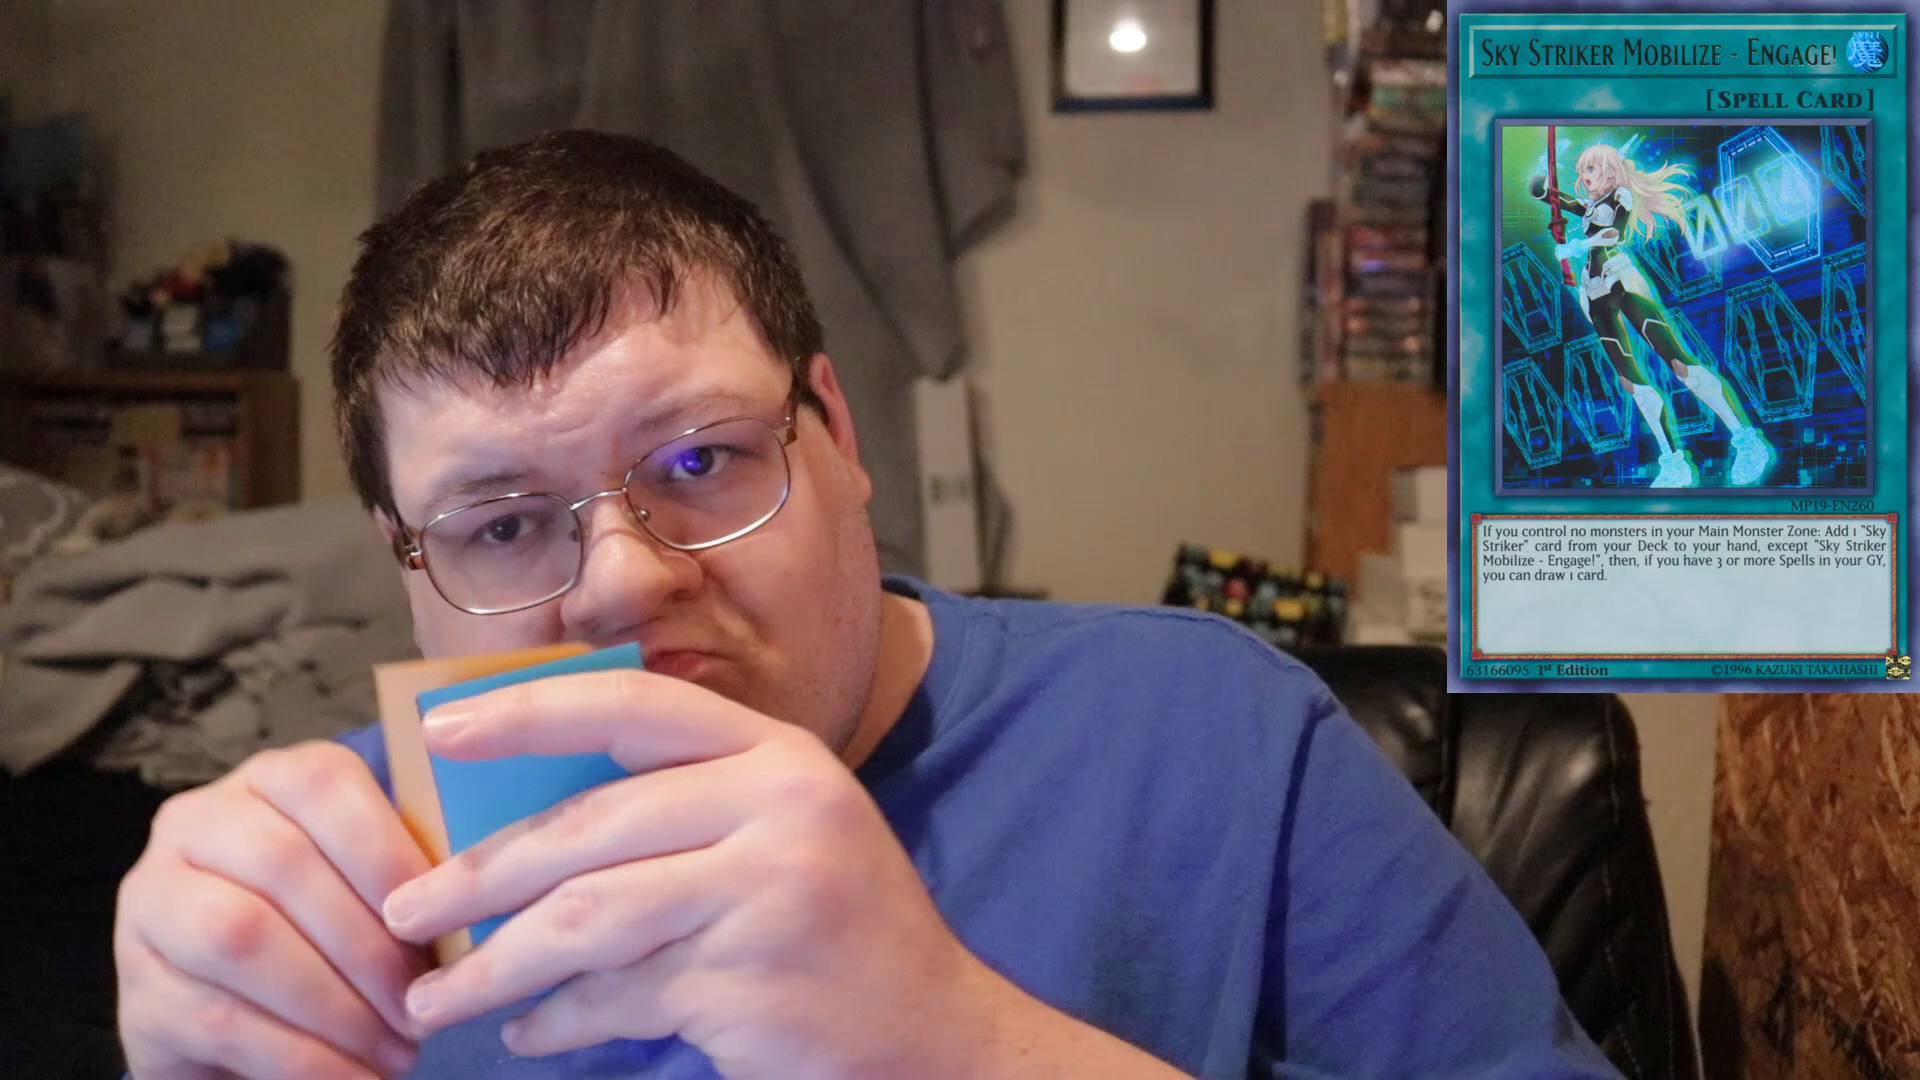 SKY STRIKER MOBILIZE - ENGAGE!
SPELL
魔
[SPELL CARD]
MP19-EN260
If you control no monsters in your Main Monster Zone: Add 1 "Sky
Striker" card from your Deck to your hand, except "Sky Striker
Mobilize - Engage!", then, if you have 3 or more Spells in your GY,
you can draw 1 card.
63166095 1st Edition ©1996 KAZUKI TAKAHASHI